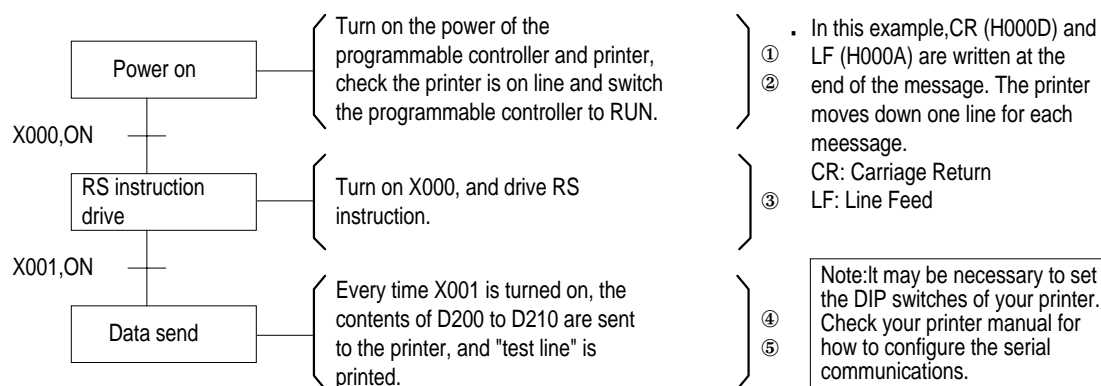 Power on
Turn on the power of the
programmable controller and printer,
check the printer is on line and switch
the programmable controller to RUN.
①
②
X000,ON
RS instruction
drive
Turn on X000, and drive RS
instruction.
③
X001,ON
Data send
Every time X001 is turned on, the
contents of D200 to D210 are sent
to the printer, and "test line" is
printed.
④
⑤
▪ In this example,CR (H000D) and
LF (H000A) are written at the
end of the message. The printer
moves down one line for each
meessage.
CR: Carriage Return
LF: Line Feed
Note:It may be necessary to set
the DIP switches of your printer.
Check your printer manual for
how to configure the serial
communications.